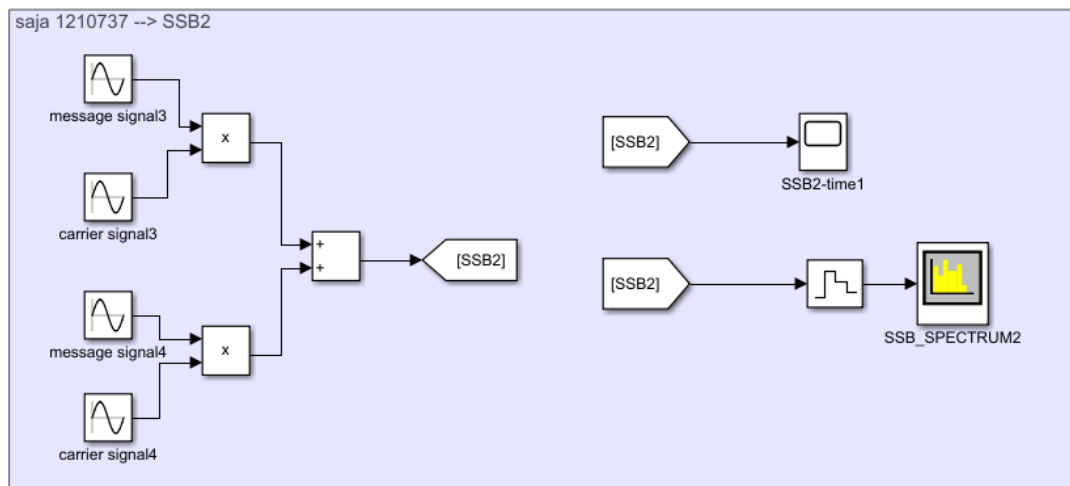 saja 1210737 --> SSB2
message signal3
x
carrier signal3
+
+
[SSB2]
message signal4
x
carrier signal4
[SSB2]
SSB2-time1
[SSB2]
SSB_SPECTRUM2